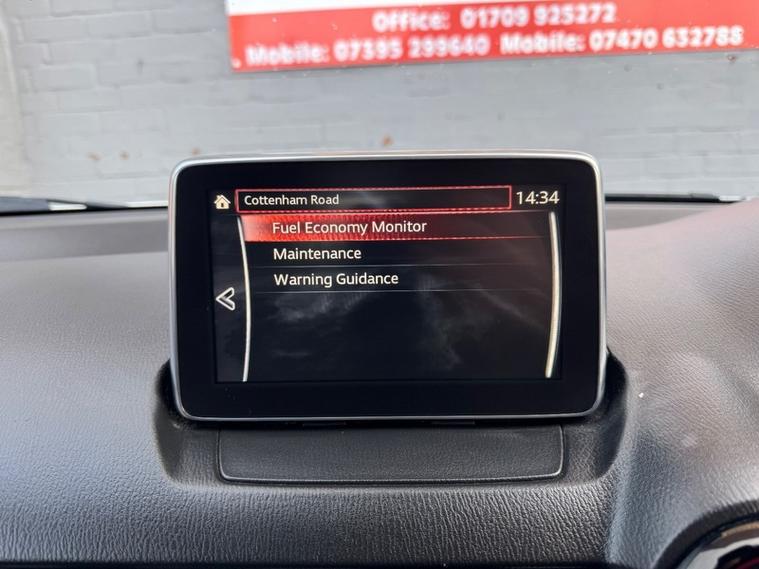 Office: 01709 925272
Mobile: 07395 299640 Mobile: 07470 632788
Cottenham Road 14:34
Fuel Economy Monitor
Maintenance
Warning Guidance